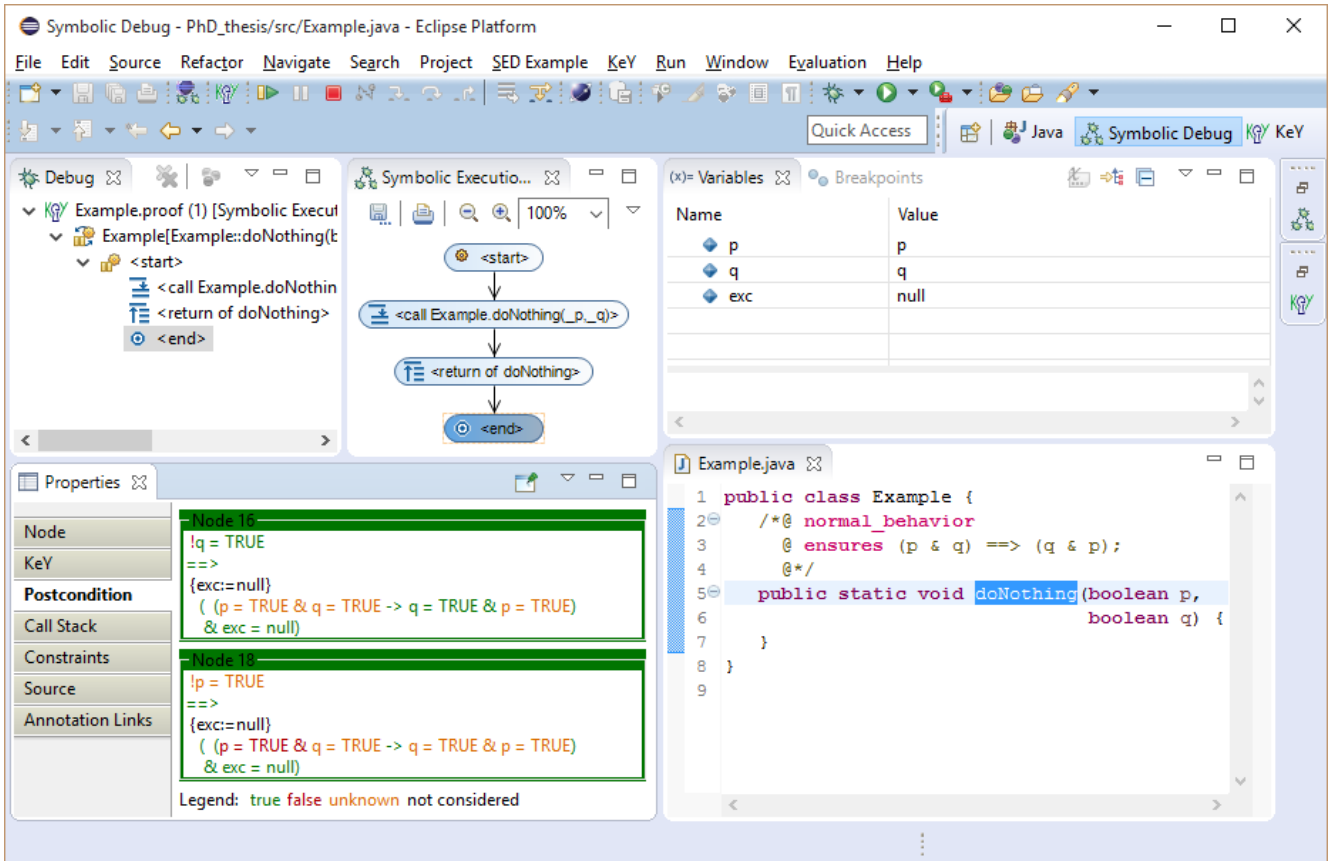 Symbolic Debug - PhD_thesis/src/Example.java - Eclipse Platform
File Edit Source Refactor Navigate Search Project SED Example KeY Run Window Evaluation Help
Quick Access Java Symbolic Debug KeY KeY
Debug
Example.proof (1) [Symbolic Execut
Example[Example::doNothing(b
<start>
<call Example.doNothin
<return of doNothing>
<end>
Symbolic Executio...
100%
<start>
<call Example.doNothing(_p,_q)>
<return of doNothing>
<end>
(x)= Variables Breakpoints
Name Value
p p
q q
exc null
KeY
Properties
Node
KeY
Postcondition
Call Stack
Constraints
Source
Annotation Links
Node 16
!q = TRUE
==>
{exc:=null}
( (p = TRUE & q = TRUE -> q = TRUE & p = TRUE)
& exc = null)
Node 18
!p = TRUE
==>
{exc:=null}
( (p = TRUE & q = TRUE -> q = TRUE & p = TRUE)
& exc = null)
Legend: true false unknown not considered
Example.java
1 public class Example {
2 /*@ normal_behavior
3 @ ensures (p & q) ==> (q & p);
4 @*/
5 public static void doNothing(boolean p,
6 boolean q) {
7 }
8 }
9